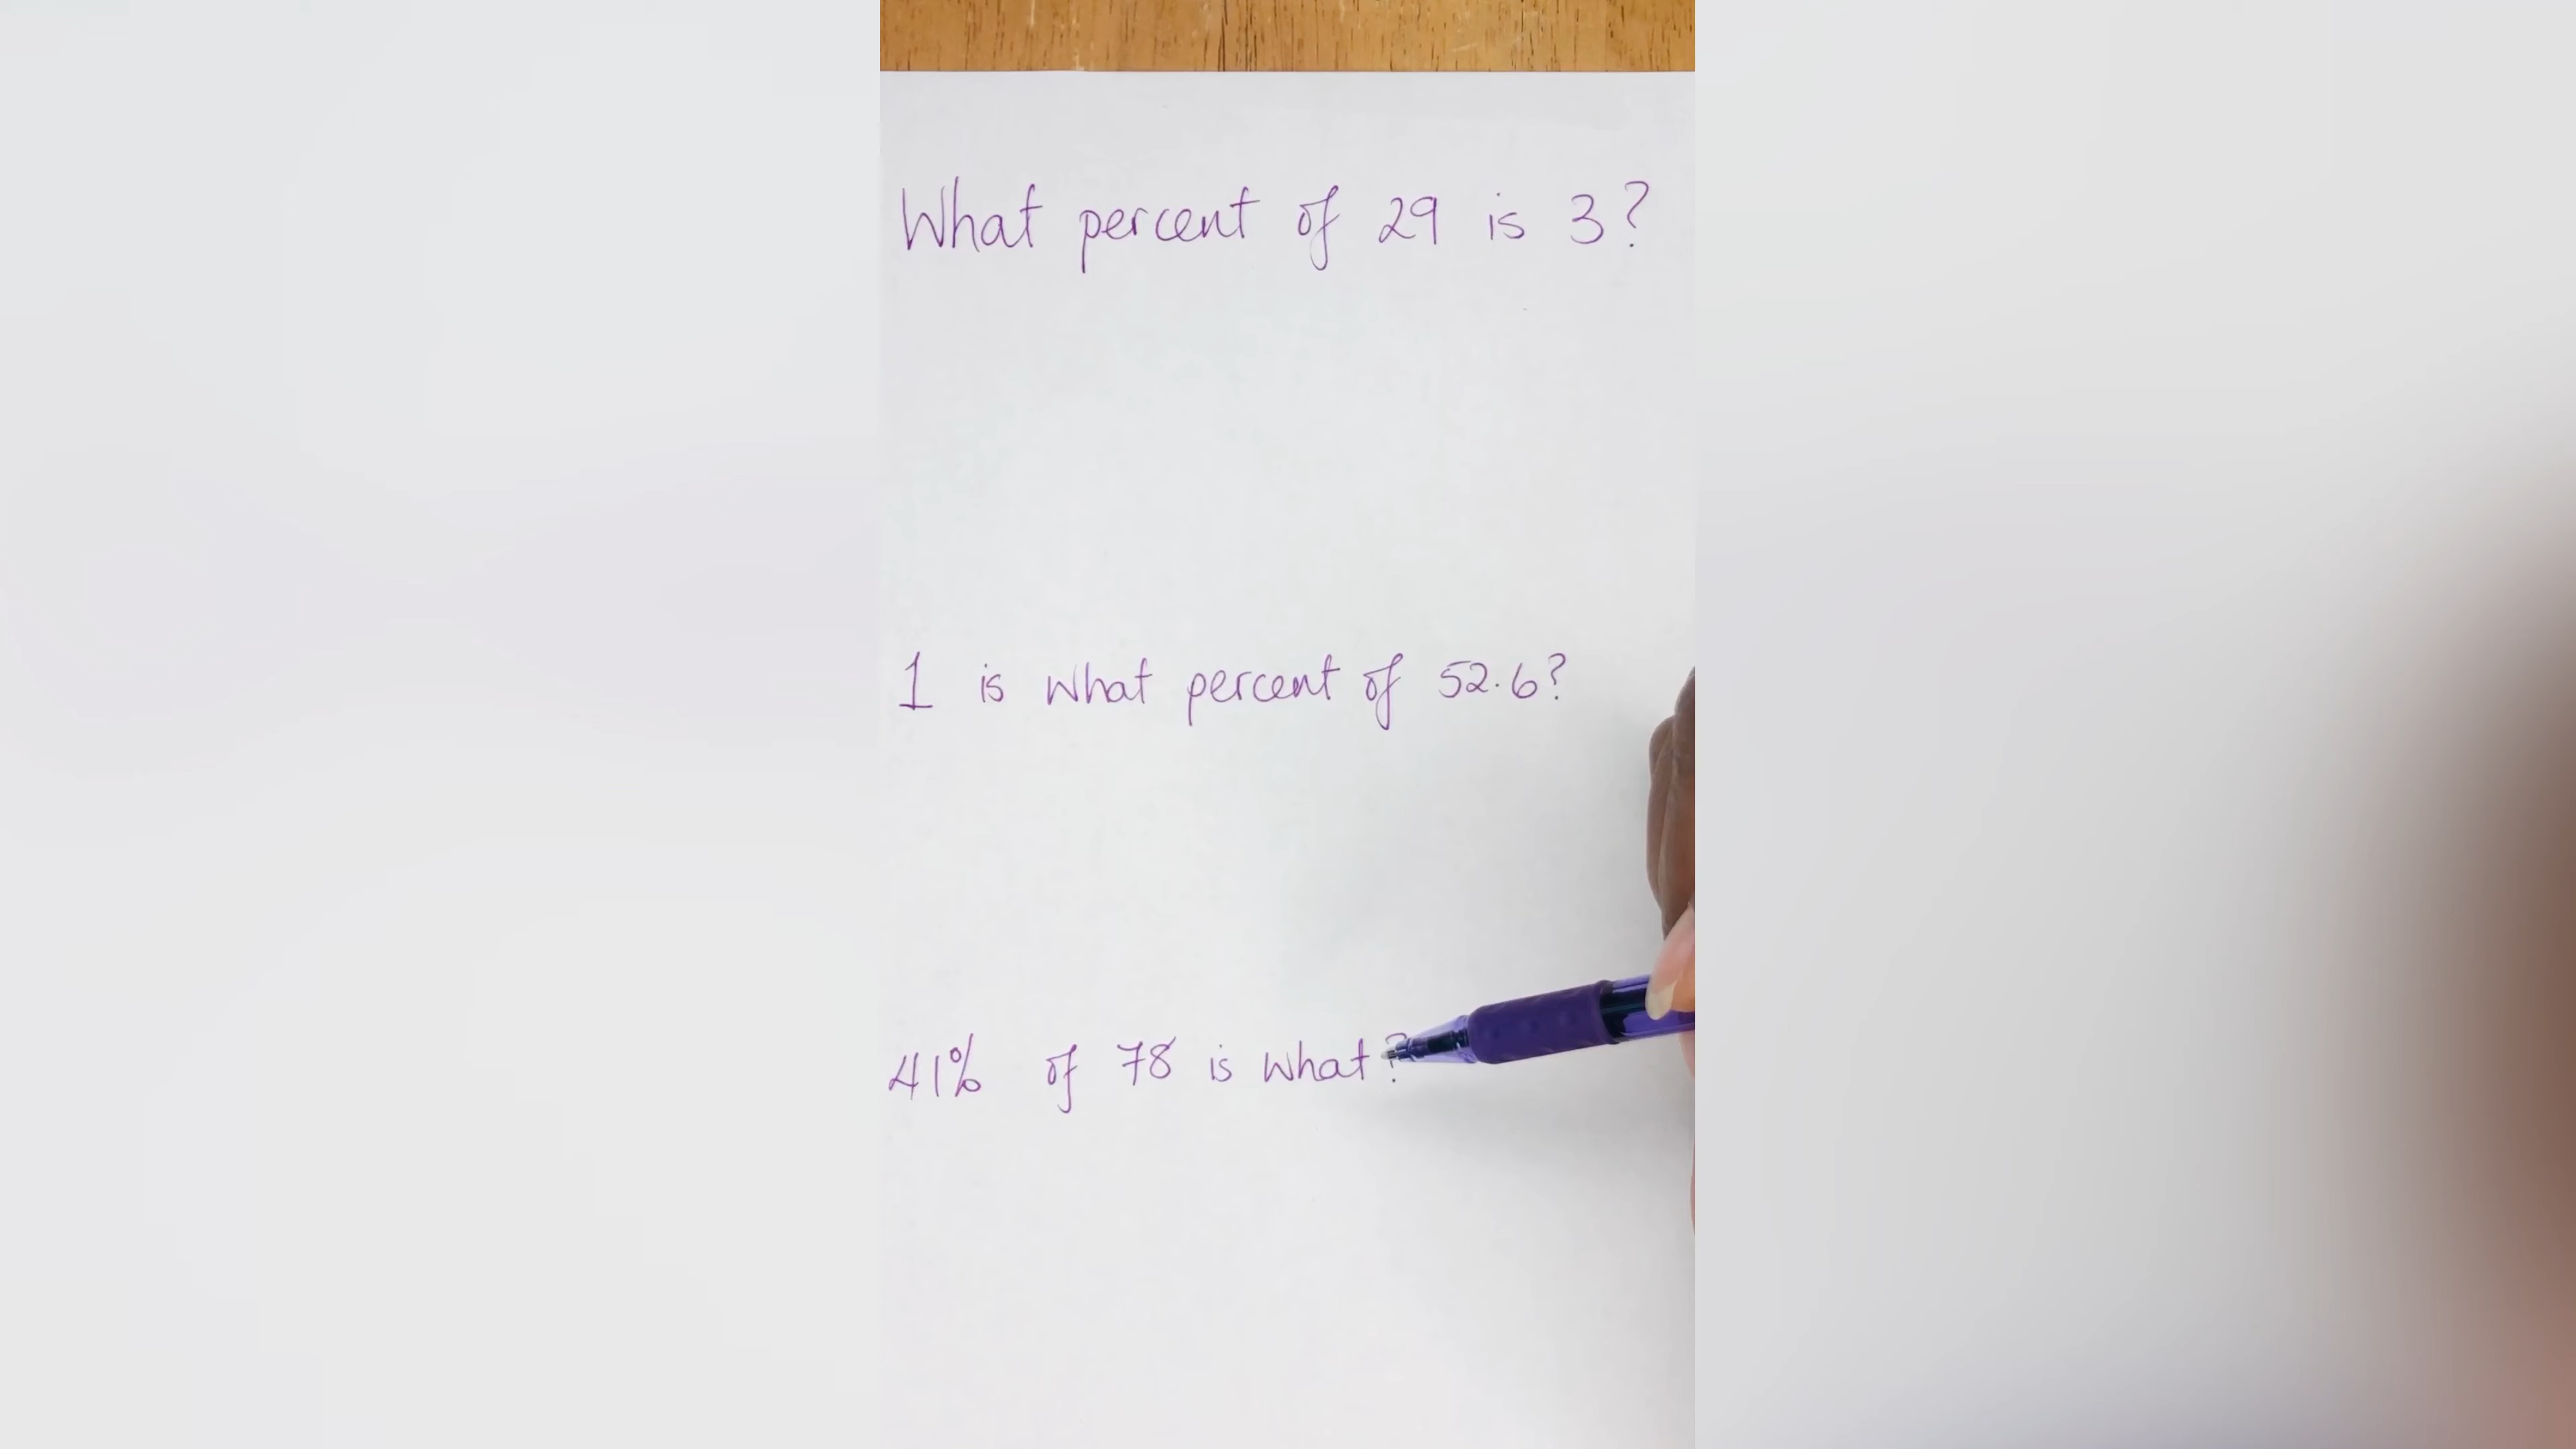 What percent of 29 is 3?
1 is what percent of 52.6?
41% of 78 is what?